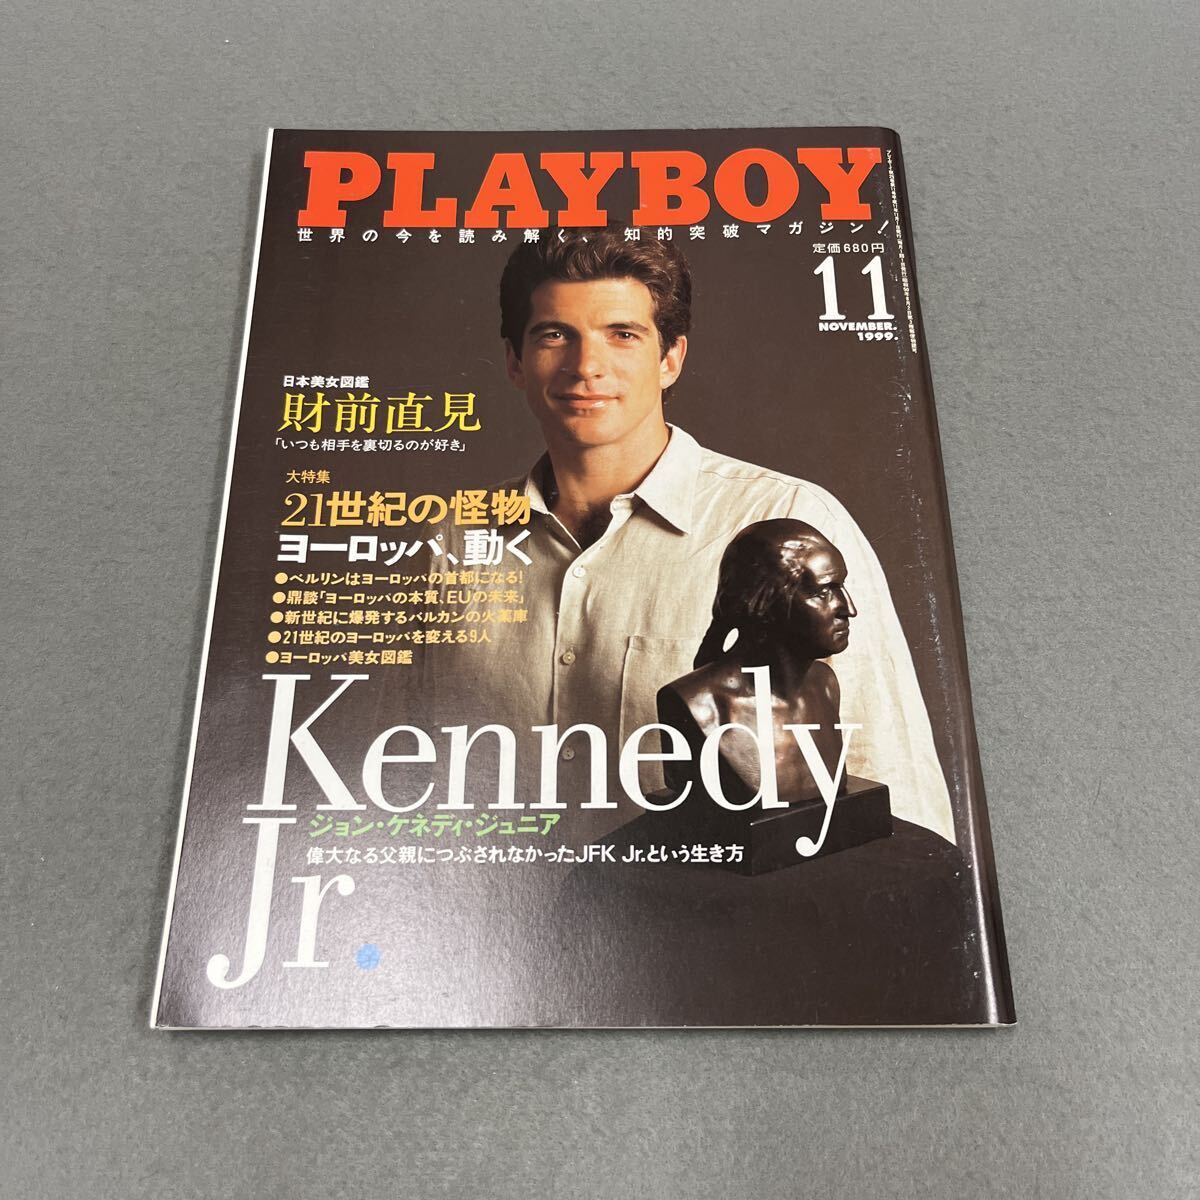 PLAYBOY
世界の今を読み解く、知的突破マガジン!
定価680円
11
NOVEMBER.
1999.
日本美女図鑑
財前直見
「いつも相手を裏切るのが好き」
大特集
21世紀の怪物
ヨーロッパ、動く
●ベルリンはヨーロッパの首都になる!
●鼎談「ヨーロッパの本質、EUの未来」
●新世紀に爆発するバルカンの火薬庫
●21世紀のヨーロッパを変える9人
●ヨーロッパ美女図鑑
Kennedy
Jr.
ジョン・ケネディ・ジュニア
偉大なる父親につぶされなかったJFK Jr.という生き方